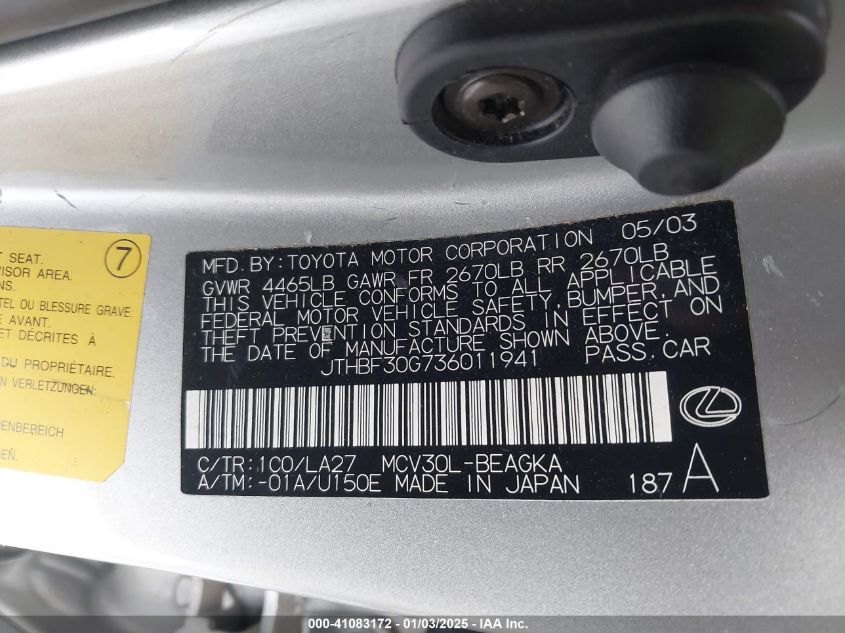 7
SEAT.
VISOR AREA.
TEL OU BLESSURE GRAVE
AVANT.
ET DÉCRITES À
DU PROPRIÉTAIRE.
VERLETZUNGEN:
MFD. BY: TOYOTA MOTOR CORPORATION 05/03
GVWR 4465LB GAWR FR 2670LB RR 2670LB
THIS VEHICLE CONFORMS TO ALL APPLICABLE
FEDERAL MOTOR VEHICLE SAFETY, BUMPER, AND
THEFT PREVENTION STANDARDS IN EFFECT ON
THE DATE OF MANUFACTURE SHOWN ABOVE.
JTHBF30G736011941 PASS. CAR
C/TR: 1C0/LA27 MCV30L-BEAGKA
A/TM: -01A/U150E MADE IN JAPAN 187 A
000-41083172 - 01/03/2025 - IAA Inc.